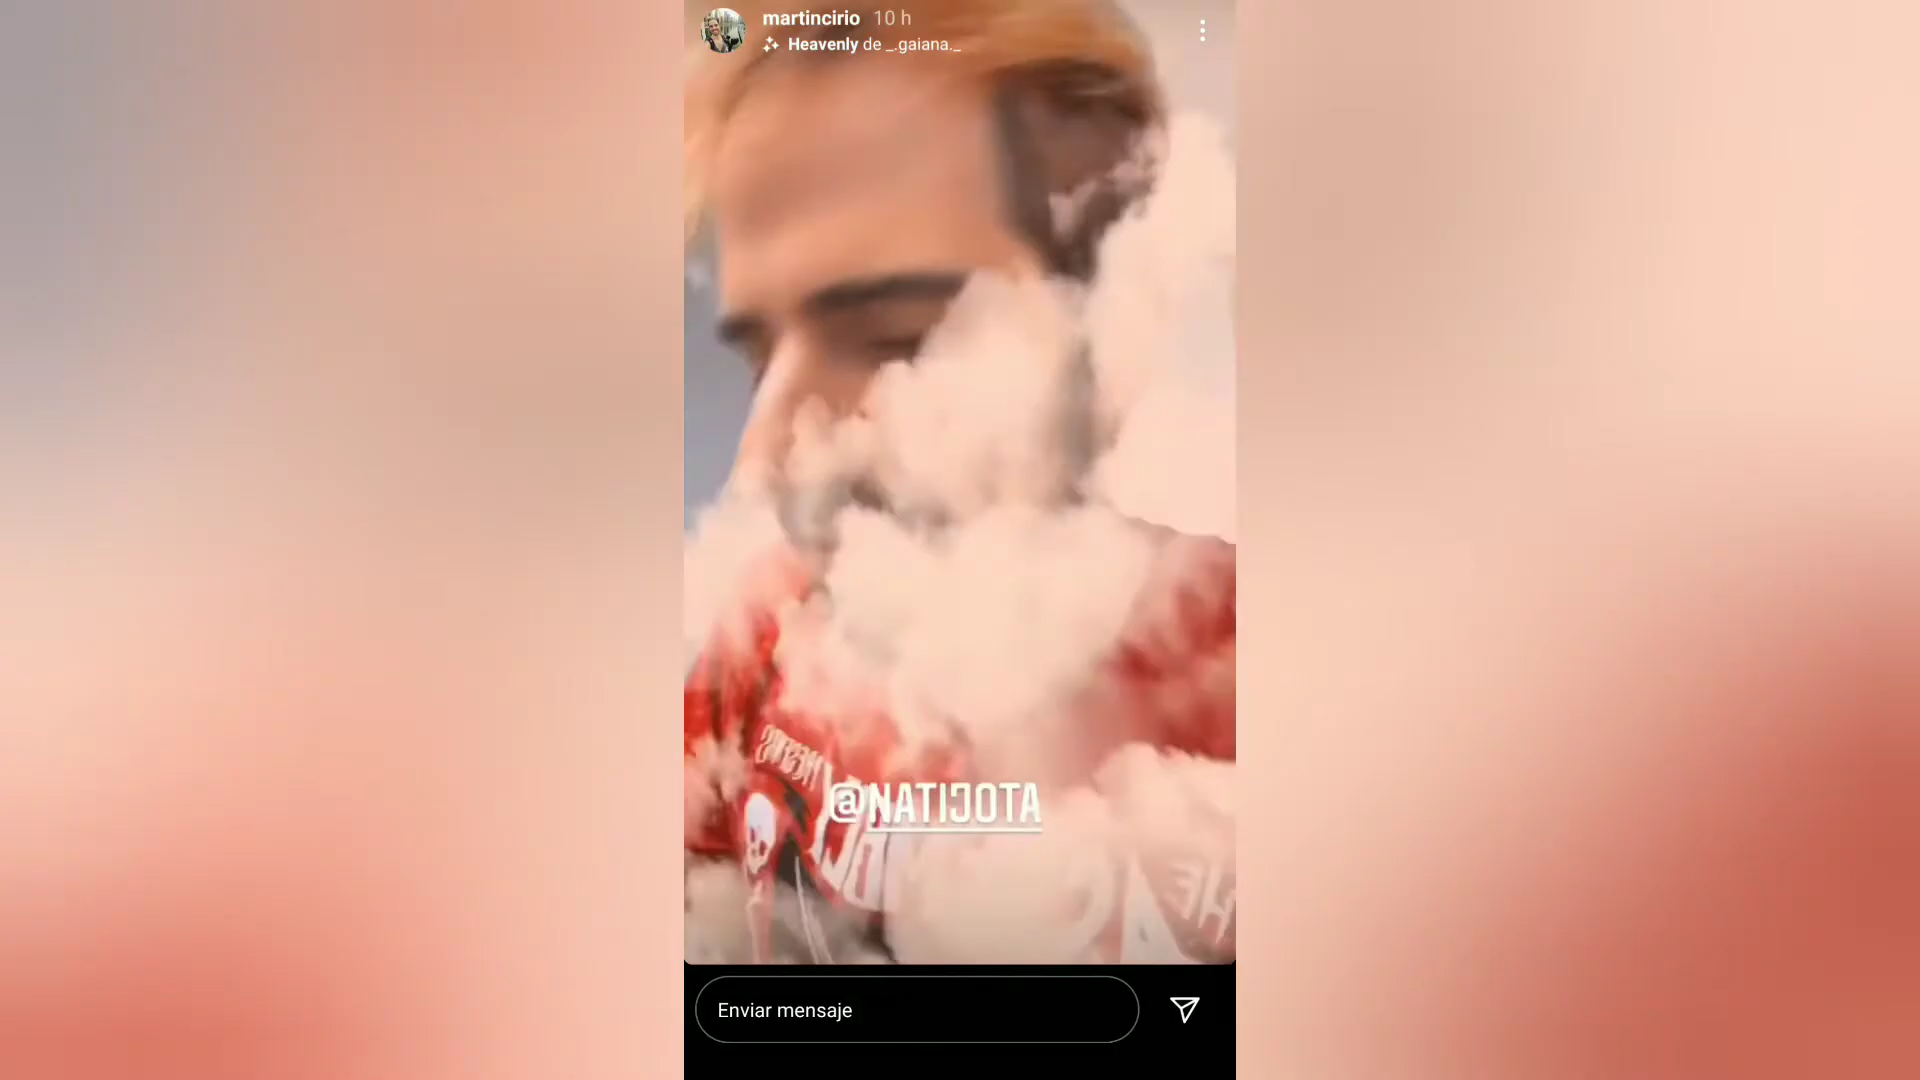 martincirio 10 h
Heavenly de _.gaiana._
@NATIJOTA
Enviar mensaje